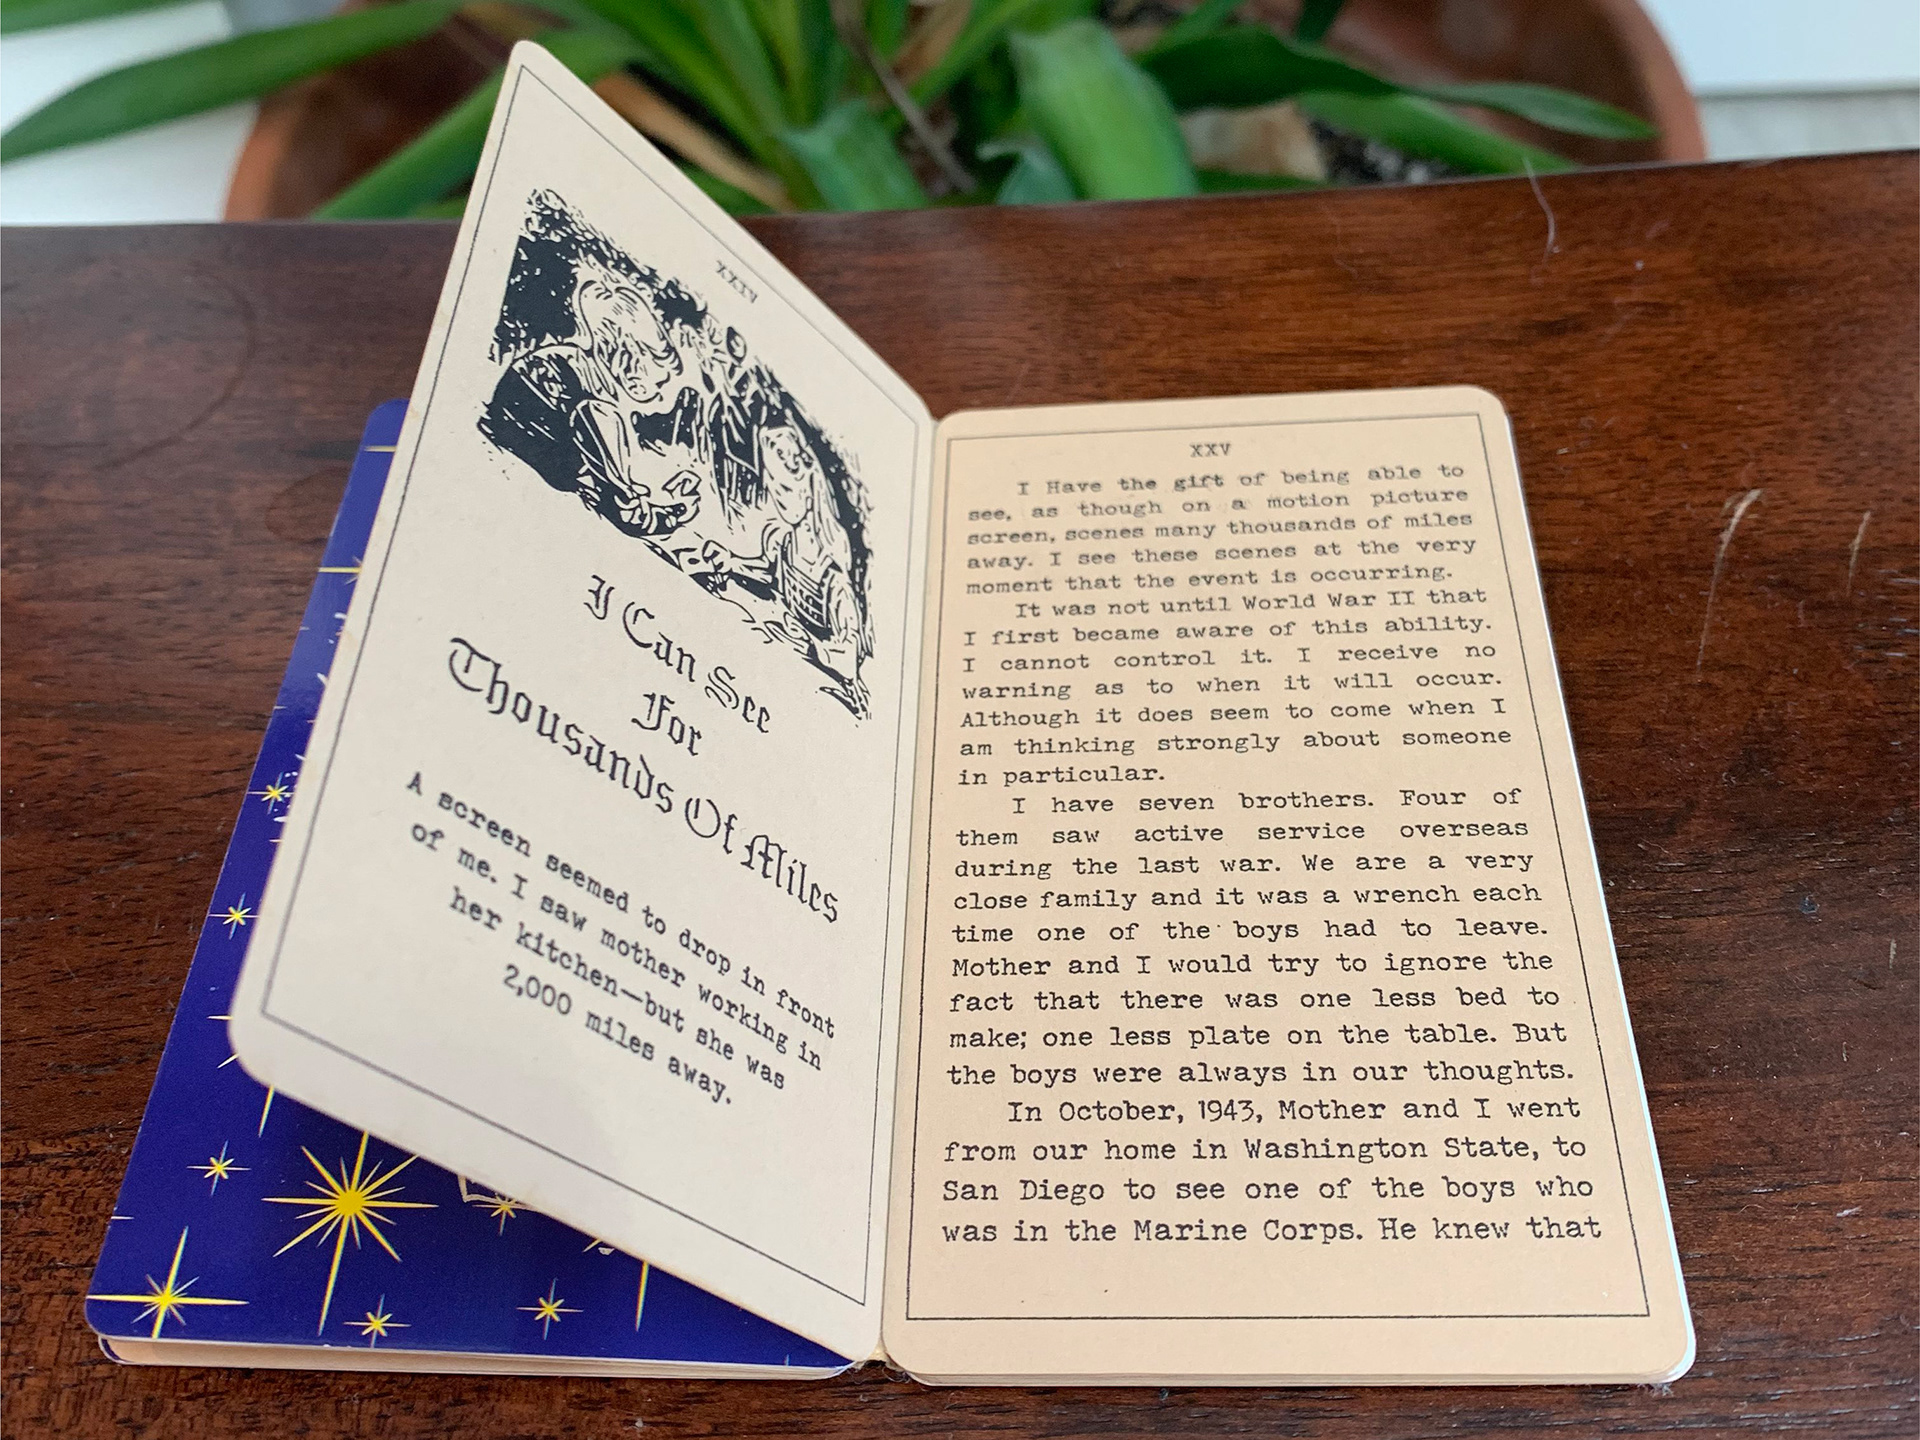 XXIV
I Can See
For
Thousands Of Miles
A screen seemed to drop in front
of me. I saw mother working in
her kitchen—but she was
2,000 miles away.
XXV
I Have the gift of being able to
see, as though on a motion picture
screen, scenes many thousands of miles
away. I see these scenes at the very
moment that the event is occurring.
It was not until World War II that
I first became aware of this ability.
I cannot control it. I receive no
warning as to when it will occur.
Although it does seem to come when I
am thinking strongly about someone
in particular.
I have seven brothers. Four of
them saw active service overseas
during the last war. We are a very
close family and it was a wrench each
time one of the boys had to leave.
Mother and I would try to ignore the
fact that there was one less bed to
make; one less plate on the table. But
the boys were always in our thoughts.
In October, 1943, Mother and I went
from our home in Washington State, to
San Diego to see one of the boys who
was in the Marine Corps. He knew that